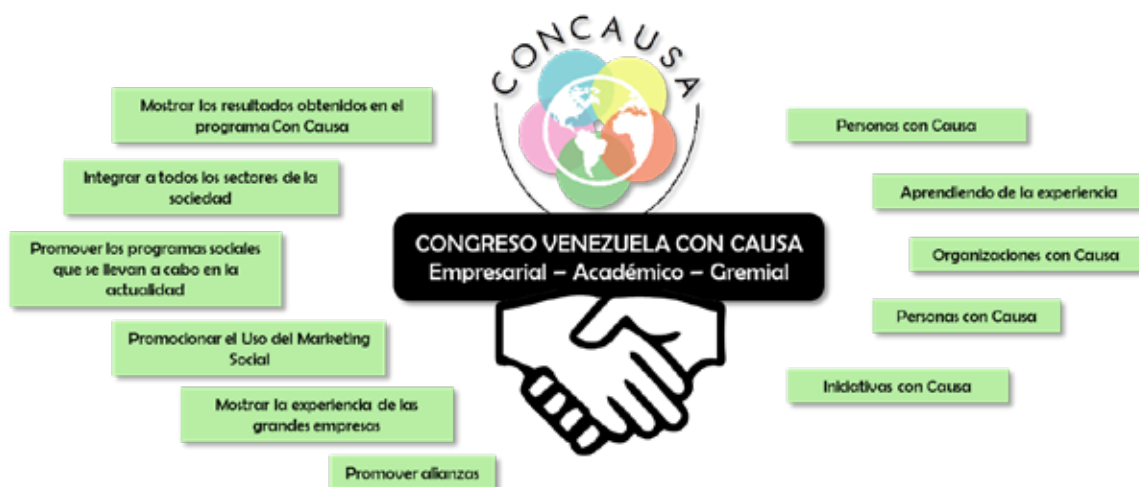 CONCAUSA
Mostrar los resultados obtenidos en el
programa Con Causa
Integrar a todos los sectores de la
sociedad
Promover los programas sociales
que se llevan a cabo en la
actualidad
Promocionar el Uso del Marketing
Social
Mostrar la experiencia de las
grandes empresas
Promover alianzas
CONGRESO VENEZUELA CON CAUSA
Empresarial – Académico – Gremial
Personas con Causa
Aprendiendo de la experiencia
Organizaciones con Causa
Personas con Causa
Iniciativas con Causa